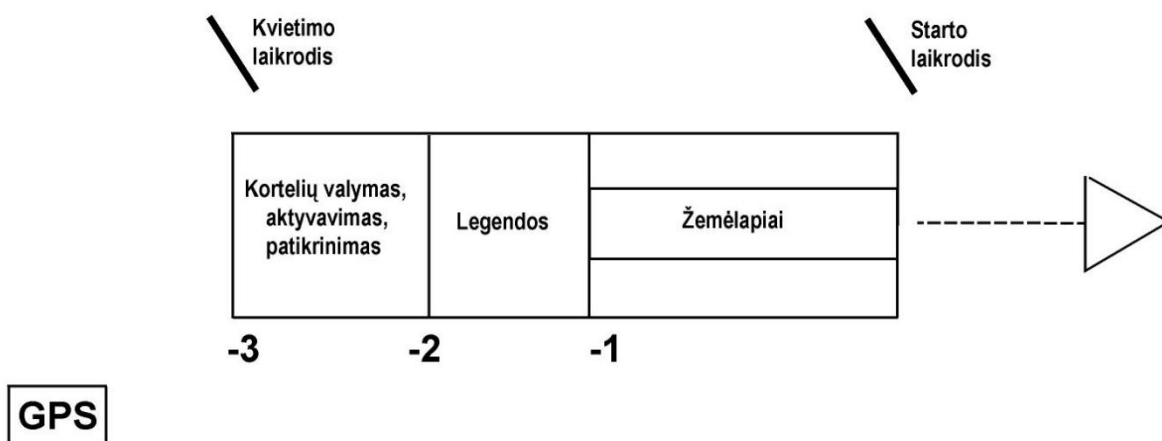 Kvietimo
laikrodis
Starto
laikrodis
Kortelių valymas,
aktyvavimas,
patikrinimas
Legendos
Žemėlapiai
-3
-2
-1
GPS